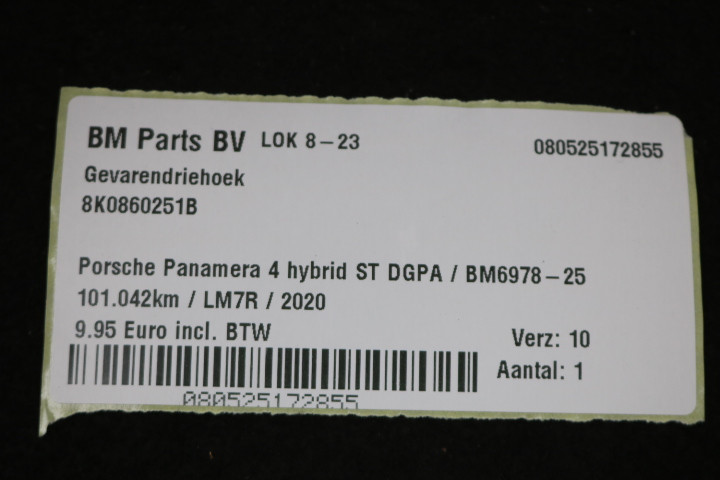 BM Parts BV LOK 8-23 080525172855
Gevarendriehoek
8K0860251B
Porsche Panamera 4 hybrid ST DGPA / BM6978-25
101.042km / LM7R / 2020
9.95 Euro incl. BTW Verz: 10
Aantal: 1
080525172855